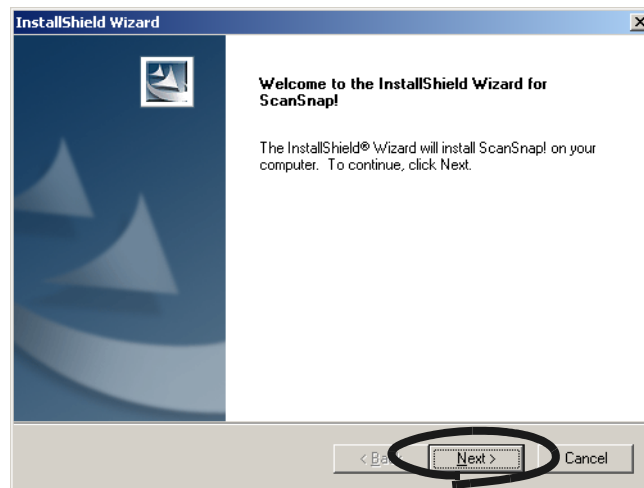 InstallShield Wizard
Welcome to the InstallShield Wizard for
ScanSnap!
The InstallShield® Wizard will install ScanSnap! on your
computer. To continue, click Next.
< Ba
Next >
Cancel